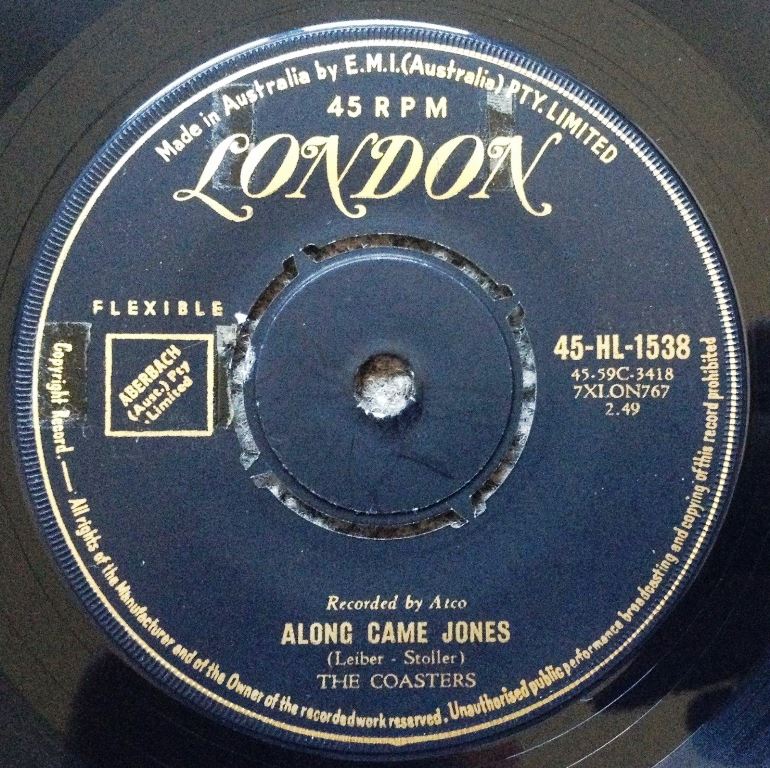 Made in Australia by E.M.I.(Australia) PTY. LIMITED
45 RPM
LONDON
FLEXIBLE
ABERBACH
(Aust.) Pty
. Limited
45-HL-1538
45-59C-3418
7XLON767
2.49
Recorded by Atco
ALONG CAME JONES
(Leiber - Stoller)
THE COASTERS
Copyright Record. — All rights of the Manufacturer and of the Owner of the recorded work reserved. Unauthorised public performance broadcasting and copying of this record prohibited